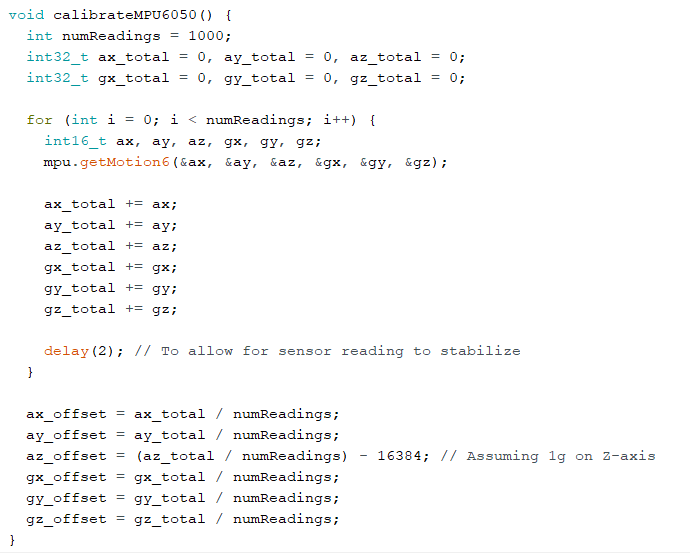 void calibrateMPU6050() {
  int numReadings = 1000;
  int32_t ax_total = 0, ay_total = 0, az_total = 0;
  int32_t gx_total = 0, gy_total = 0, gz_total = 0;

  for (int i = 0; i < numReadings; i++) {
    int16_t ax, ay, az, gx, gy, gz;
    mpu.getMotion6(&ax, &ay, &az, &gx, &gy, &gz);

    ax_total += ax;
    ay_total += ay;
    az_total += az;
    gx_total += gx;
    gy_total += gy;
    gz_total += gz;

    delay(2); // To allow for sensor reading to stabilize
  }

  ax_offset = ax_total / numReadings;
  ay_offset = ay_total / numReadings;
  az_offset = (az_total / numReadings) - 16384; // Assuming 1g on Z-axis
  gx_offset = gx_total / numReadings;
  gy_offset = gy_total / numReadings;
  gz_offset = gz_total / numReadings;
}